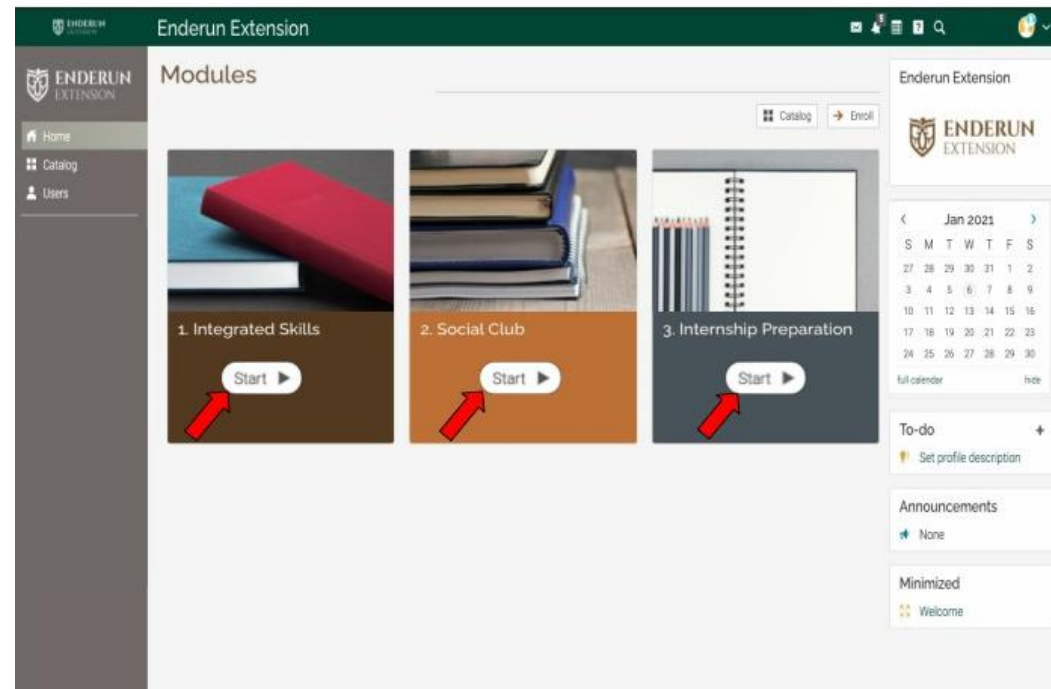 ENDERUN
Enderun Extension
5
?
ENDERUN
EXTENSION
Home
Catalog
Users
Modules
Catalog
Enroll
1. Integrated Skills
Start
2. Social Club
Start
3. Internship Preparation
Start
Enderun Extension
ENDERUN
EXTENSION
Jan 2021
S M T W T F S
27 28 29 30 31 1 2
3 4 5 6 7 8 9
10 11 12 13 14 15 16
17 18 19 20 21 22 23
24 25 26 27 28 29 30
full calendar hide
To-do +
Set profile description
Announcements
None
Minimized
Welcome